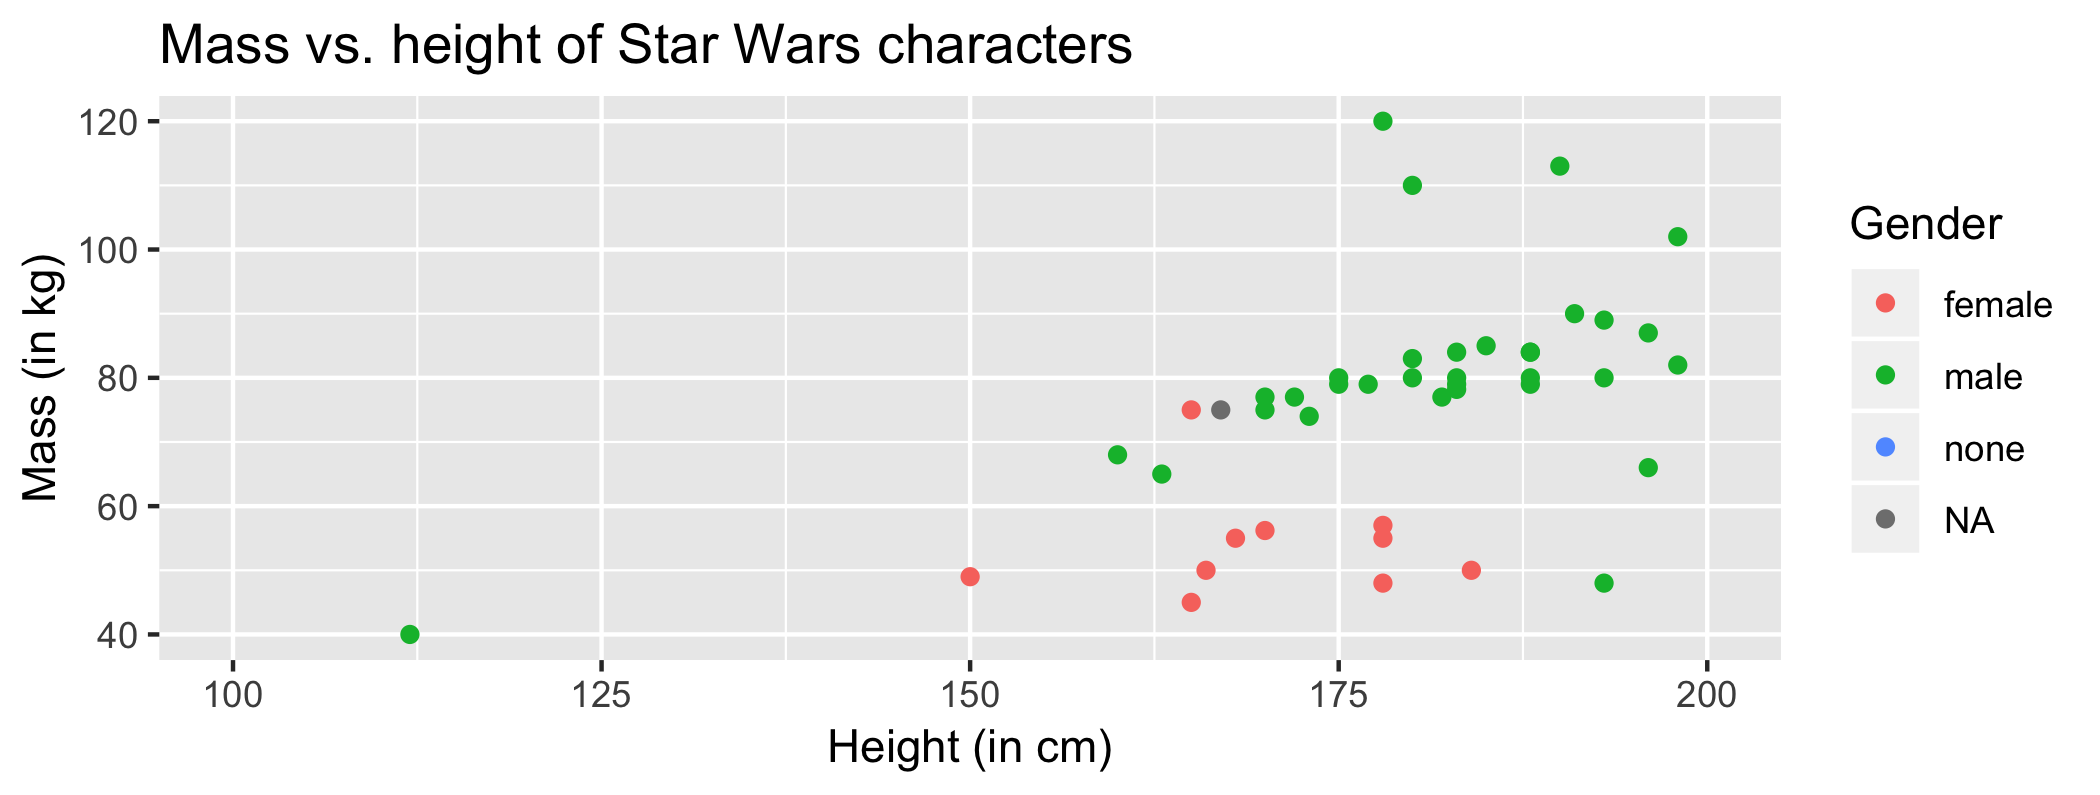 Mass vs. height of Star Wars characters
Mass (in kg)
120
100
80
60
40
100 125 150 175 200
Height (in cm)
Gender
female
male
none
NA